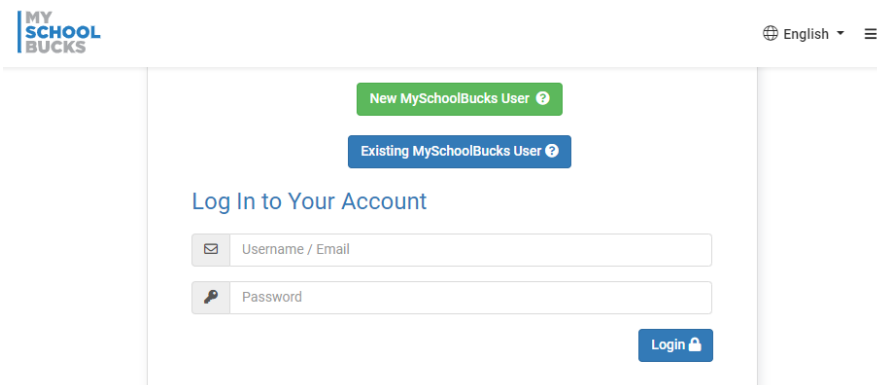 MY
SCHOOL
BUCKS
English
New MySchoolBucks User ?
Existing MySchoolBucks User ?
Log In to Your Account
Username / Email
Password
Login